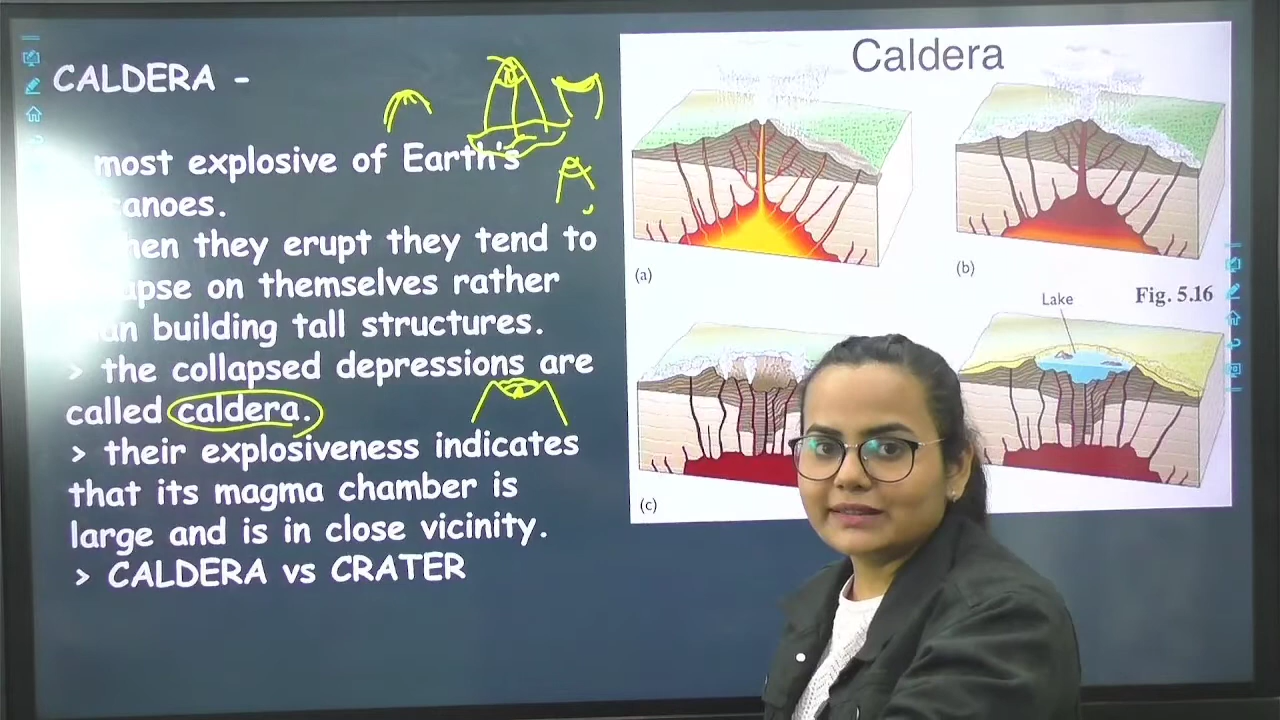 CALDERA -
most explosive of Earth's
canoes.
hen they erupt they tend to
apse on themselves rather
an building tall structures.
> the collapsed depressions are
called caldera.
> their explosiveness indicates
that its magma chamber is
large and is in close vicinity.
> CALDERA vs CRATER
Caldera
(a)
(b)
Lake
Fig. 5.16
(c)